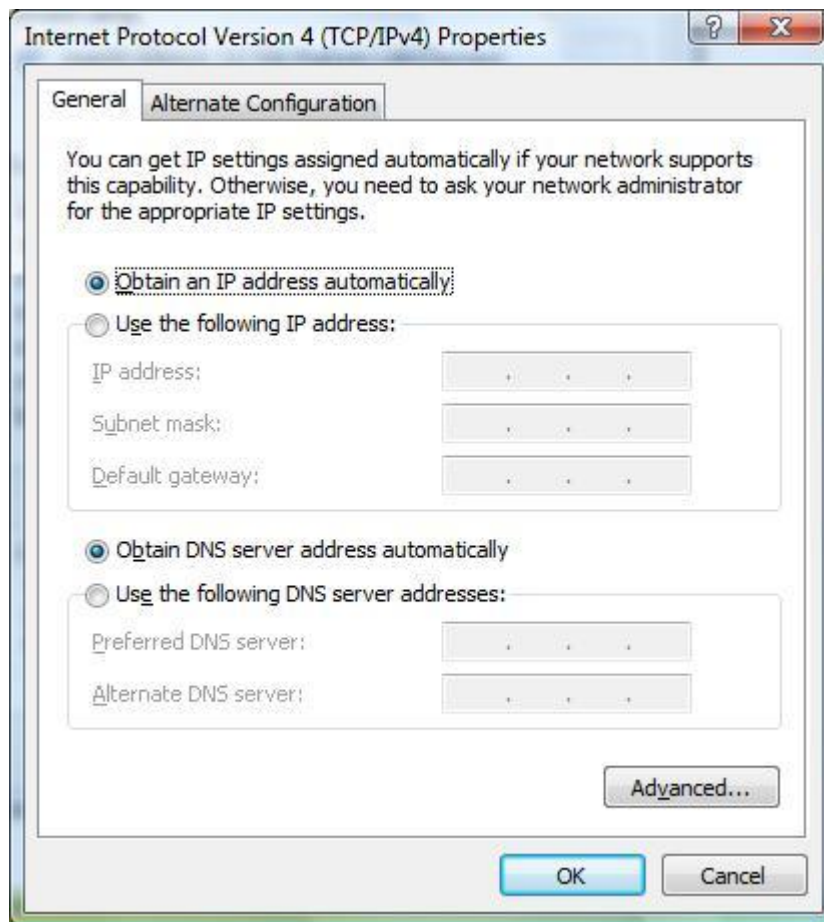 Internet Protocol Version 4 (TCP/IPv4) Properties
?
General
Alternate Configuration
You can get IP settings assigned automatically if your network supports
this capability. Otherwise, you need to ask your network administrator
for the appropriate IP settings.
Obtain an IP address automatically
Use the following IP address:
IP address:
Subnet mask:
Default gateway:
Obtain DNS server address automatically
Use the following DNS server addresses:
Preferred DNS server:
Alternate DNS server:
Advanced...
OK
Cancel